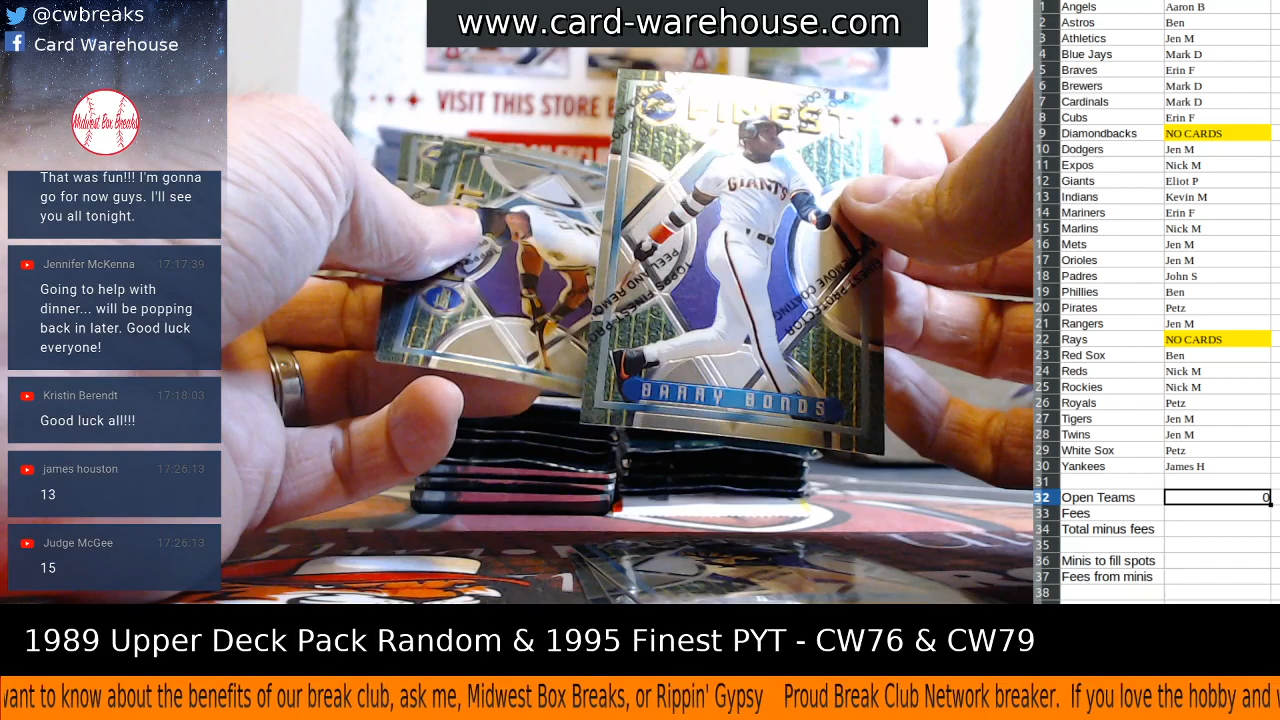 @cwbreaks
Card Warehouse
Midwest Box Breaks
That was fun!!! I'm gonna
go for now guys. I'll see
you all tonight.
Jennifer McKenna 17:17:39
Going to help with
dinner... will be popping
back in later. Good luck
everyone!
Kristin Berendt 17:18:03
Good luck all!!!
james houston 17:26:13
13
Judge McGee 17:26:13
15
www.card-warehouse.com
VISIT THIS STORE
FINEST
GIANTS
BARRY BONDS
1 Angels Aaron B
2 Astros Ben
3 Athletics Jen M
4 Blue Jays Mark D
5 Braves Erin F
6 Brewers Mark D
7 Cardinals Mark D
8 Cubs Erin F
9 Diamondbacks NO CARDS
10 Dodgers Jen M
11 Expos Nick M
12 Giants Eliot P
13 Indians Kevin M
14 Mariners Erin F
15 Marlins Nick M
16 Mets Jen M
17 Orioles Jen M
18 Padres John S
19 Phillies Ben
20 Pirates Petz
21 Rangers Jen M
22 Rays NO CARDS
23 Red Sox Ben
24 Reds Nick M
25 Rockies Nick M
26 Royals Petz
27 Tigers Jen M
28 Twins Jen M
29 White Sox Petz
30 Yankees James H
31
32 Open Teams 0
33 Fees
34 Total minus fees
35
36 Minis to fill spots
37 Fees from minis
38
1989 Upper Deck Pack Random & 1995 Finest PYT - CW76 & CW79
want to know about the benefits of our break club, ask me, Midwest Box Breaks, or Rippin' Gypsy Proud Break Club Network breaker. If you love the hobby and